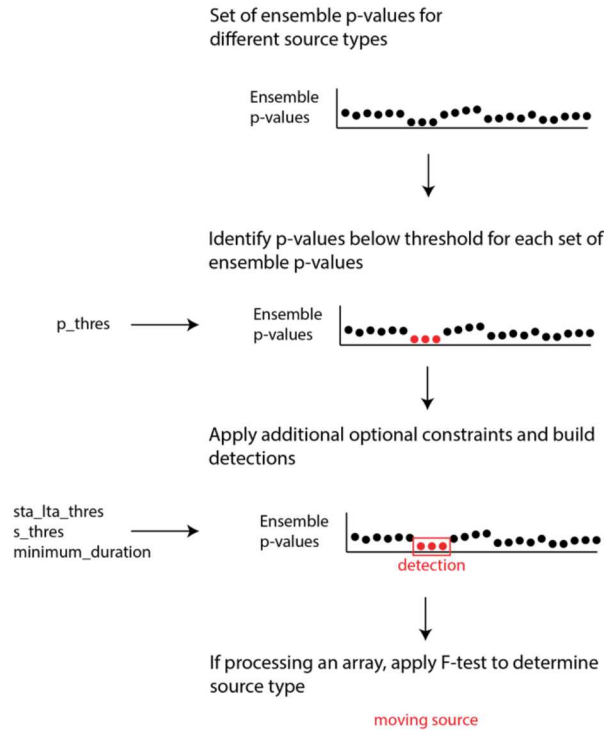 Set of ensemble p-values for
different source types
Ensemble
p-values
Identify p-values below threshold for each set of
ensemble p-values
p_thres
Ensemble
p-values
Apply additional optional constraints and build
detections
sta_lta_thres
s_thres
minimum_duration
Ensemble
p-values
detection
If processing an array, apply F-test to determine
source type
moving source